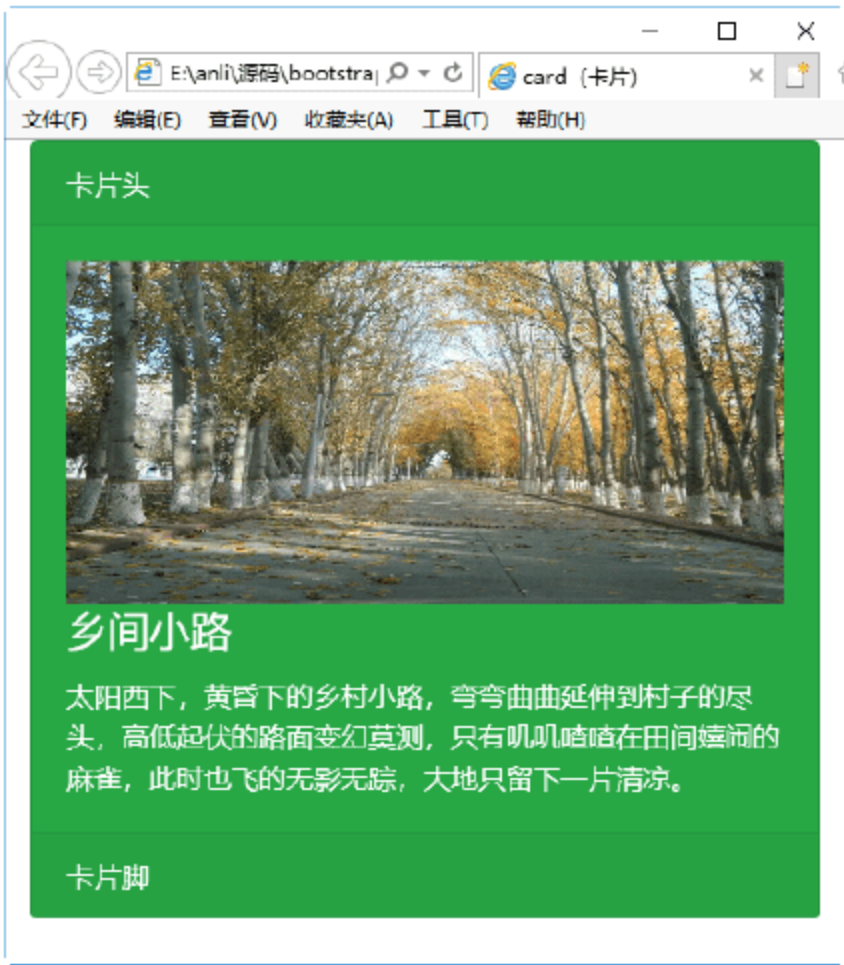 E:\anli\源码\bootstra
card（卡片）
文件(F) 编辑(E) 查看(V) 收藏夹(A) 工具(T) 帮助(H)
卡片头
乡间小路
太阳西下，黄昏下的乡村小路，弯弯曲曲延伸到村子的尽
头，高低起伏的路面变幻莫测，只有叽叽喳喳在田间嬉闹的
麻雀，此时也飞的无影无踪，大地只留下一片清凉。
卡片脚